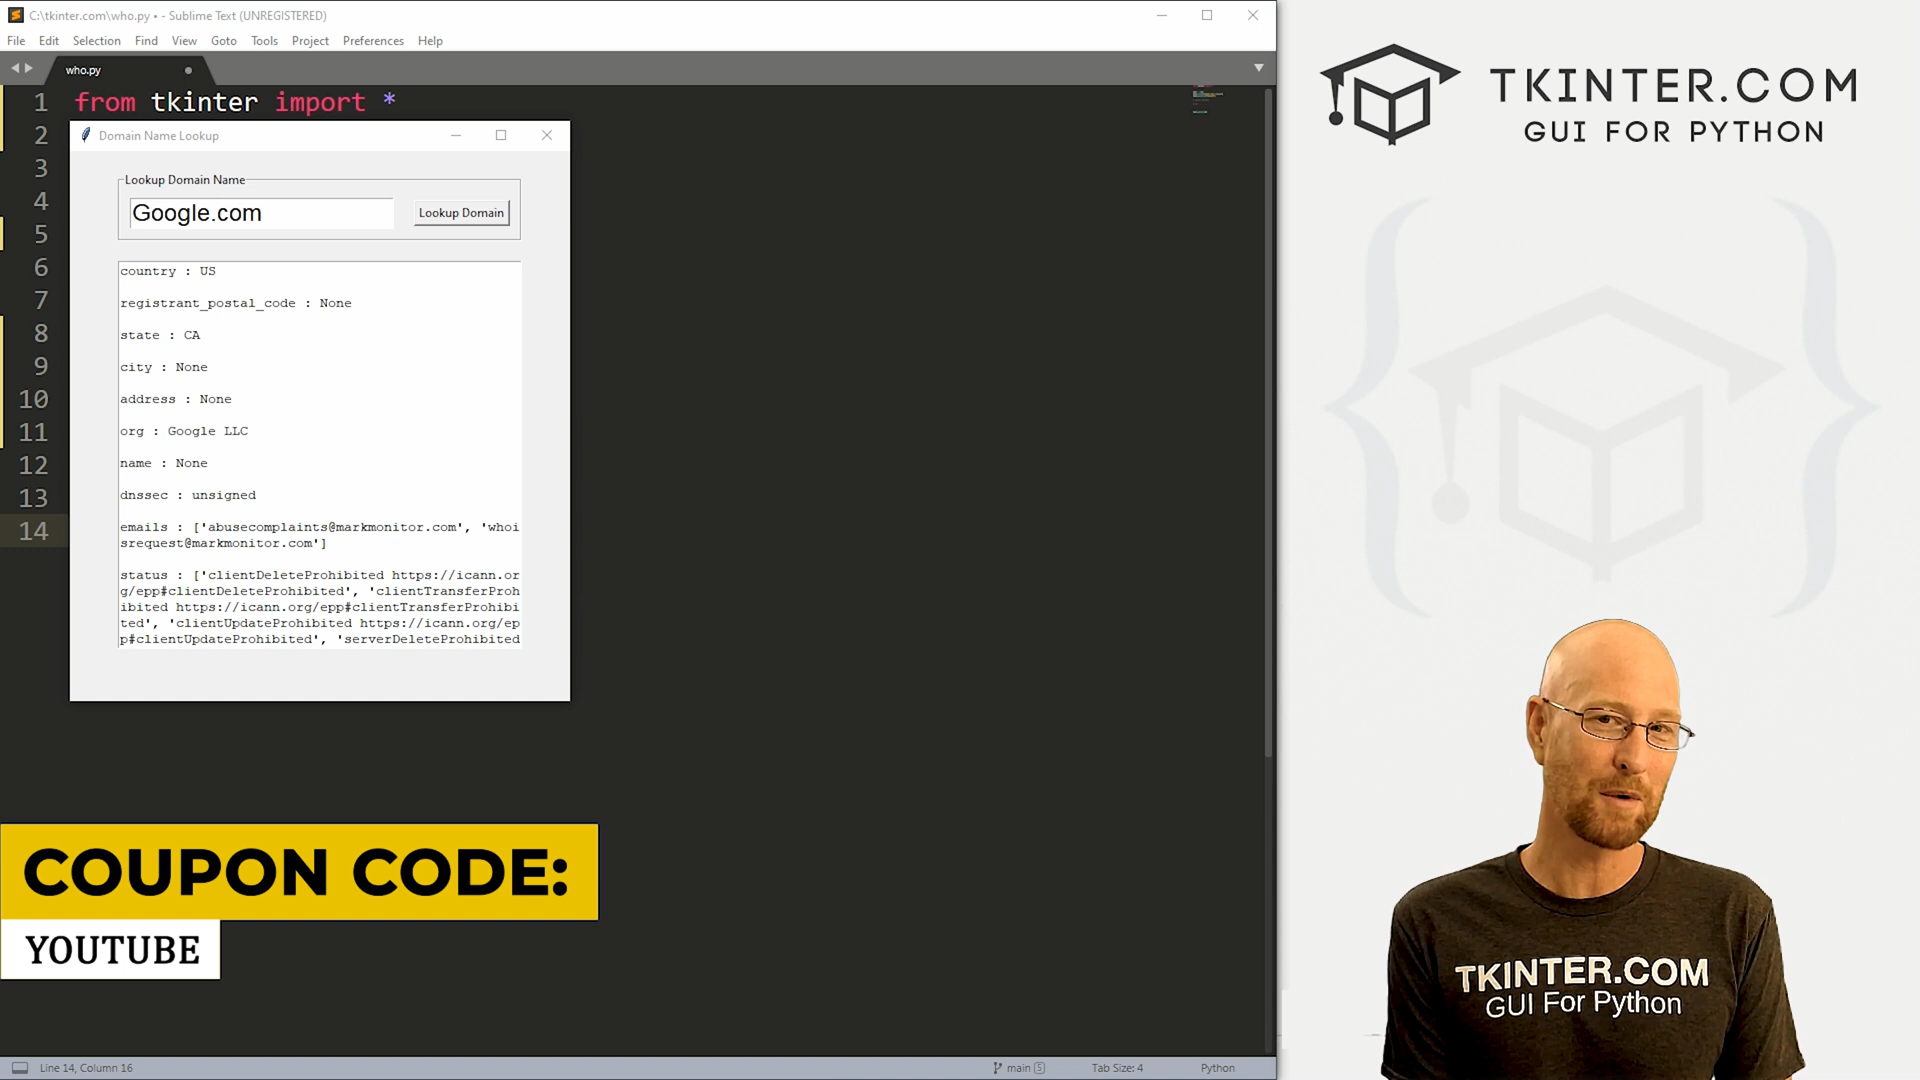 C:\tkinter.com\who.py • - Sublime Text (UNREGISTERED)
File Edit Selection Find View Goto Tools Project Preferences Help
who.py
1 from tkinter import *
2
3
4
5
6
7
8
9
10
11
12
13
14
Domain Name Lookup
Lookup Domain Name
Google.com
Lookup Domain
country : US
registrant_postal_code : None
state : CA
city : None
address : None
org : Google LLC
name : None
dnssec : unsigned
emails : ['abusecomplaints@markmonitor.com', 'whoi
srequest@markmonitor.com']
status : ['clientDeleteProhibited https://icann.or
g/epp#clientDeleteProhibited', 'clientTransferProh
ibited https://icann.org/epp#clientTransferProhibi
ted', 'clientUpdateProhibited https://icann.org/ep
p#clientUpdateProhibited', 'serverDeleteProhibited
COUPON CODE:
YOUTUBE
Line 14, Column 16
main 5
Tab Size: 4
Python
TKINTER.COM
GUI FOR PYTHON
TKINTER.COM
GUI For Python